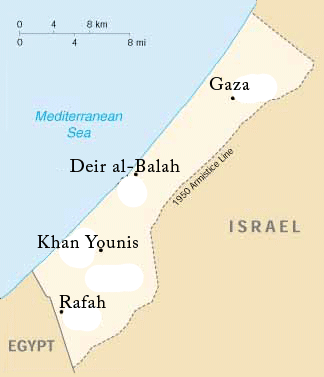 0 4 8 km
0 4 8 mi
Gaza
Mediterranean
Sea
Deir al-Balah
1950 Armistice Line
ISRAEL
Khan Younis
Rafah
EGYPT